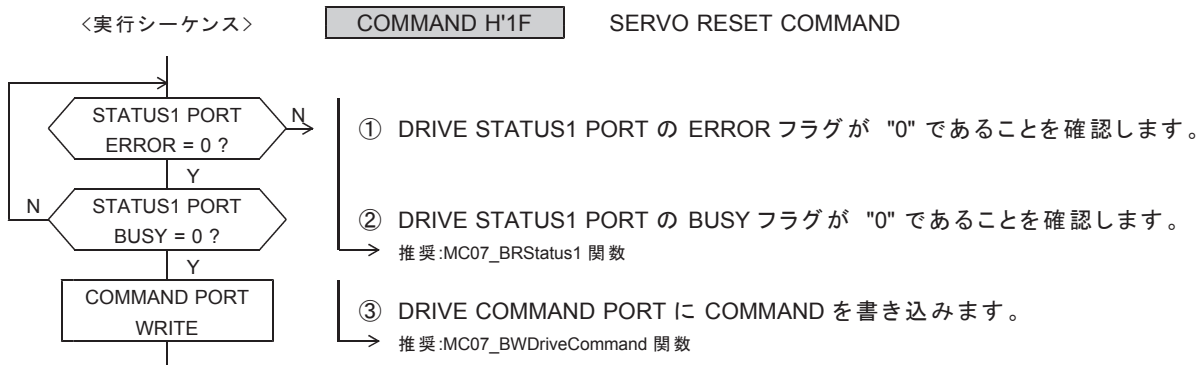 <実行シーケンス>
COMMAND H'1F
SERVO RESET COMMAND
STATUS1 PORT
ERROR = 0 ?
N
Y
① DRIVE STATUS1 PORT の ERROR フラグが "0" であることを確認します。
N
STATUS1 PORT
BUSY = 0 ?
Y
② DRIVE STATUS1 PORT の BUSY フラグが "0" であることを確認します。
推奨:MC07_BRStatus1 関数
COMMAND PORT
WRITE
③ DRIVE COMMAND PORT に COMMAND を書き込みます。
推奨:MC07_BWDriveCommand 関数